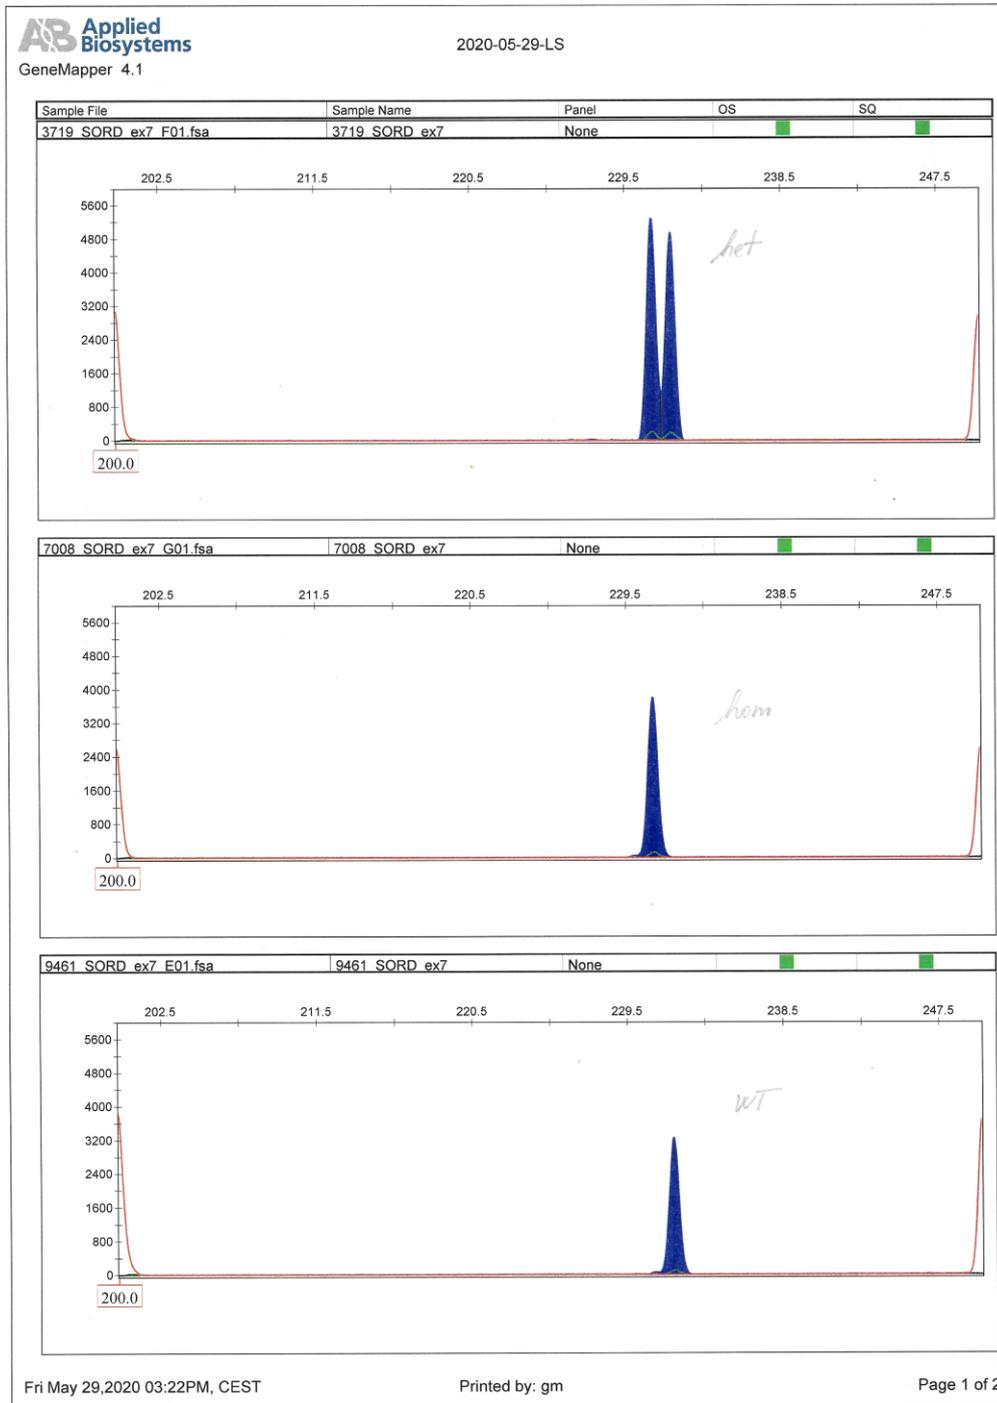 AB Applied
Biosystems
GeneMapper 4.1
2020-05-29-LS
Sample File Sample Name Panel OS SQ
3719_SORD_ex7_F01.fsa 3719_SORD_ex7 None
202.5 211.5 220.5 229.5 238.5 247.5
5600
4800
4000
3200
2400
1600
800
0
het
200.0
7008_SORD_ex7_G01.fsa 7008_SORD_ex7 None
202.5 211.5 220.5 229.5 238.5 247.5
5600
4800
4000
3200
2400
1600
800
0
hom
200.0
9461_SORD_ex7_E01.fsa 9461_SORD_ex7 None
202.5 211.5 220.5 229.5 238.5 247.5
5600
4800
4000
3200
2400
1600
800
0
WT
200.0
Fri May 29,2020 03:22PM, CEST Printed by: gm Page 1 of 2